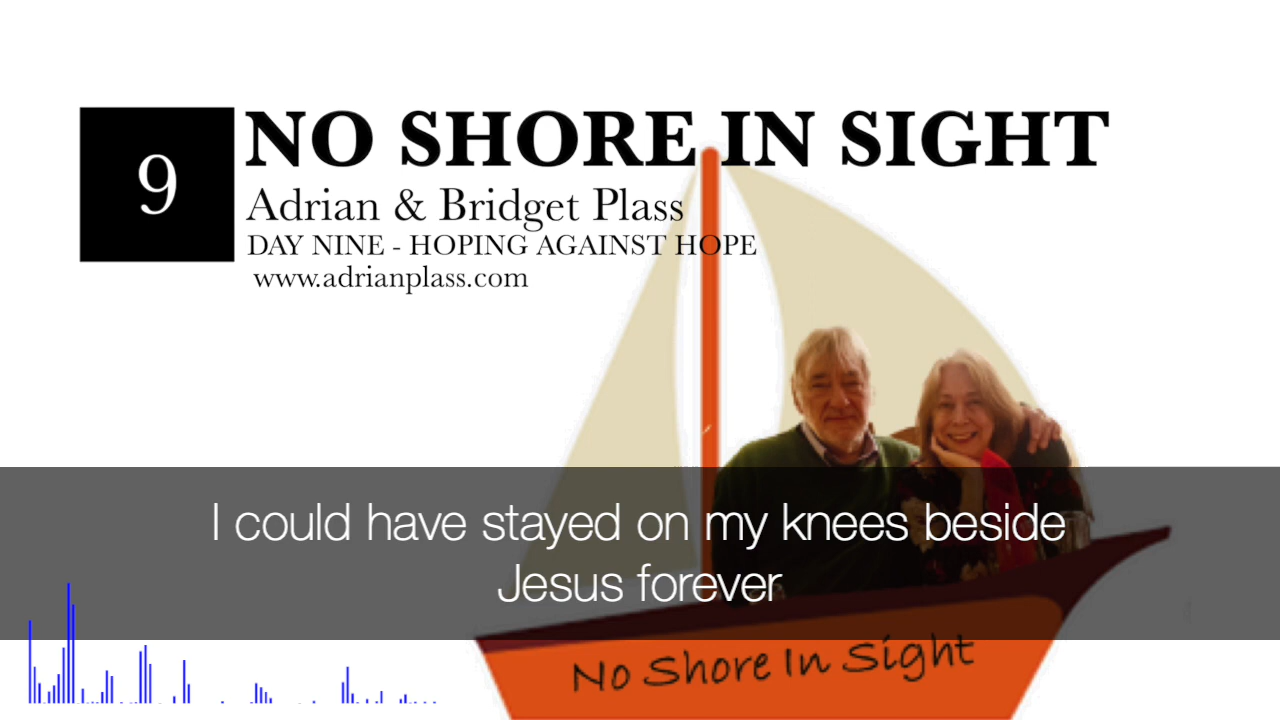 9
NO SHORE IN SIGHT
Adrian & Bridget Plass
DAY NINE - HOPING AGAINST HOPE
www.adrianplass.com
I could have stayed on my knees beside
Jesus forever
No Shore In Sight